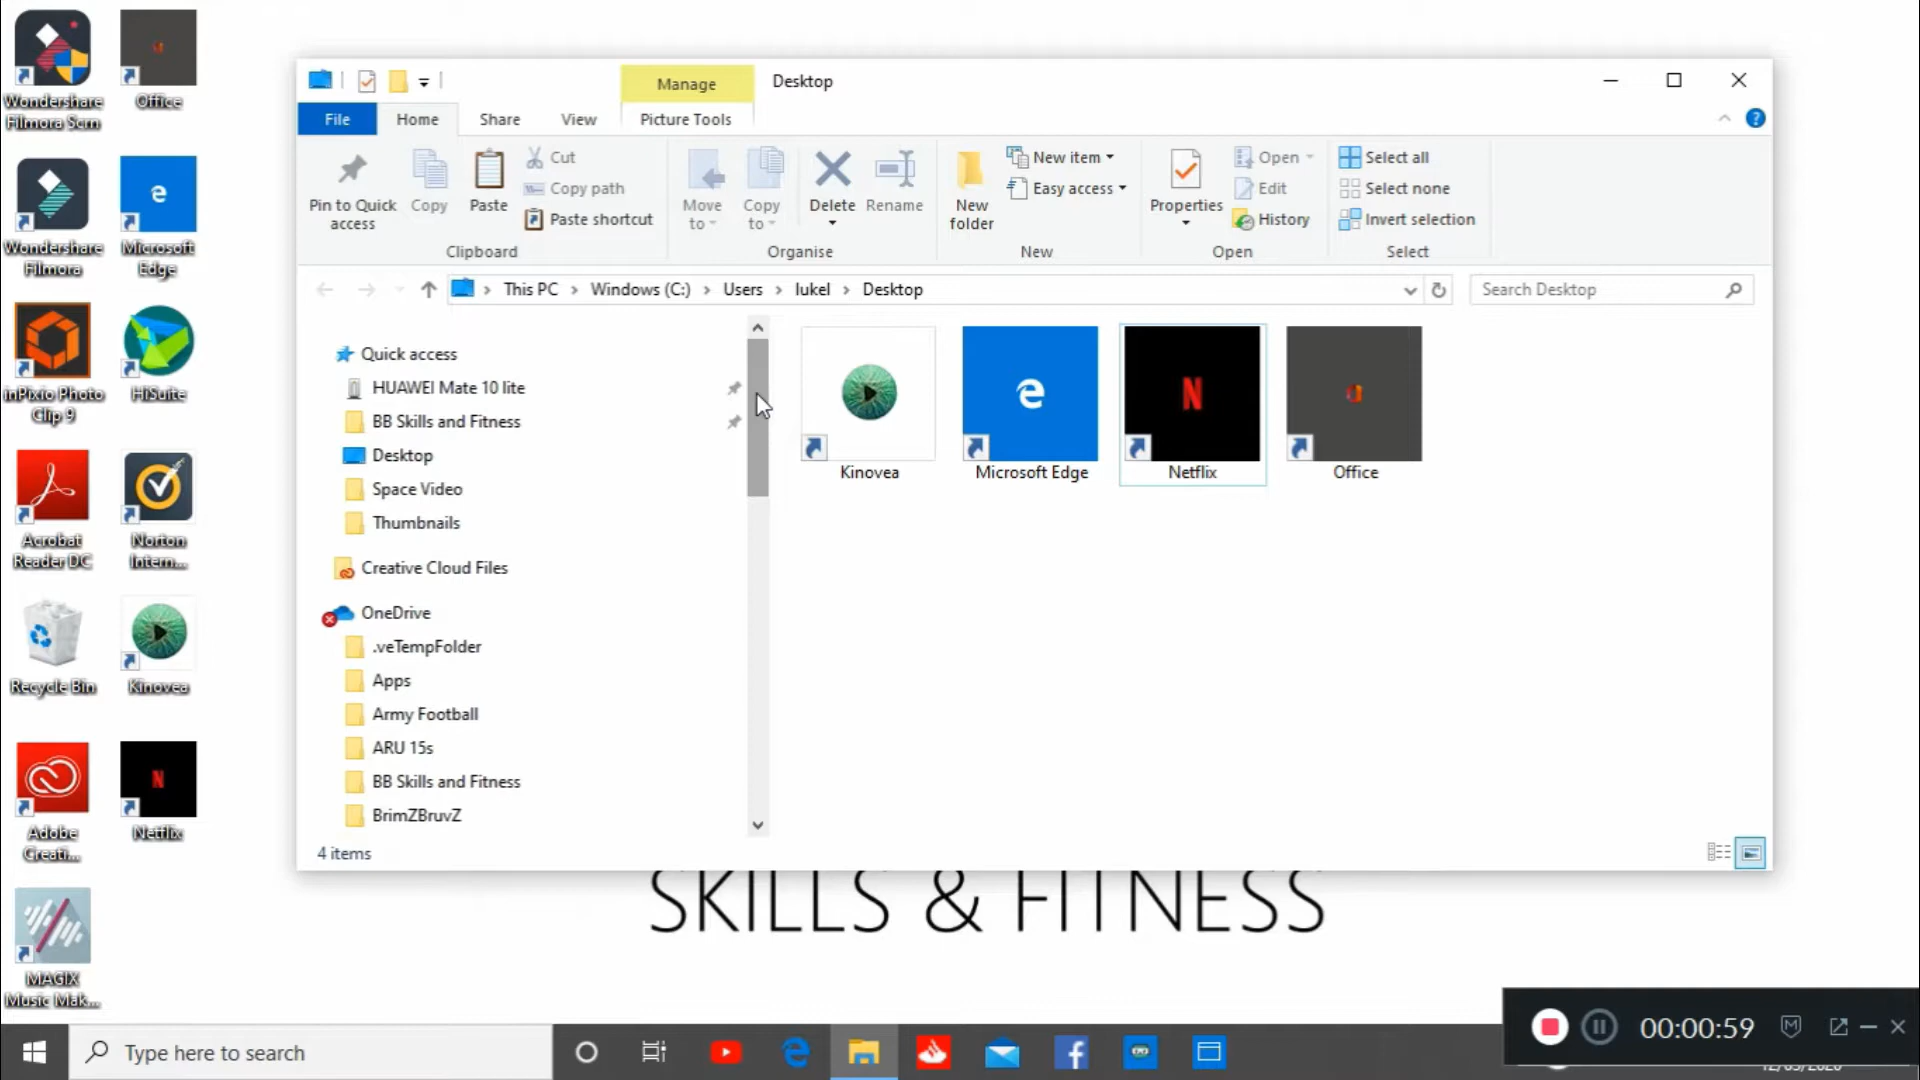 Wondershare
Filmora Scrn
Office
Wondershare
Filmora
Microsoft
Edge
inPixio Photo
Clip 9
HiSuite
Acrobat
Reader DC
Norton
Intern...
Recycle Bin
Kinovea
Adobe
Creati...
Netflix
MAGIX
Music Mak...
Manage
Desktop
File
Home
Share
View
Picture Tools
Pin to Quick
access
Copy
Paste
Cut
Copy path
Paste shortcut
Clipboard
Move
to
Copy
to
Delete
Rename
Organise
New
folder
New item
Easy access
New
Properties
Open
Edit
History
Open
Select all
Select none
Invert selection
Select
This PC > Windows (C:) > Users > lukel > Desktop
Search Desktop
Quick access
HUAWEI Mate 10 lite
BB Skills and Fitness
Desktop
Space Video
Thumbnails
Creative Cloud Files
OneDrive
.veTempFolder
Apps
Army Football
ARU 15s
BB Skills and Fitness
BrimZBruvZ
Kinovea
Microsoft Edge
Netflix
Office
4 items
SKILLS & FITNESS
Type here to search
00:00:59